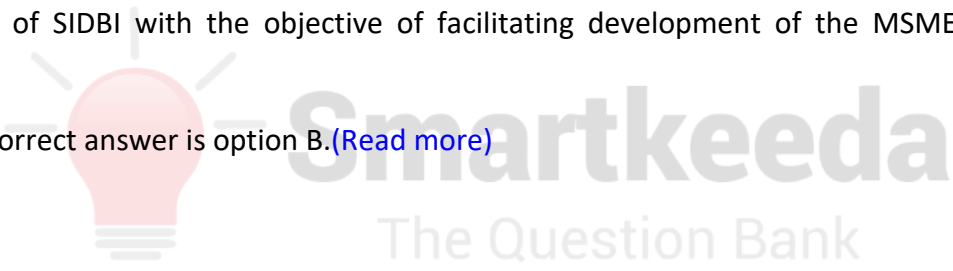 of SIDBI with the objective of facilitating development of the MSME
orrect answer is option B.(Read more)
Smartkeeda
The Question Bank